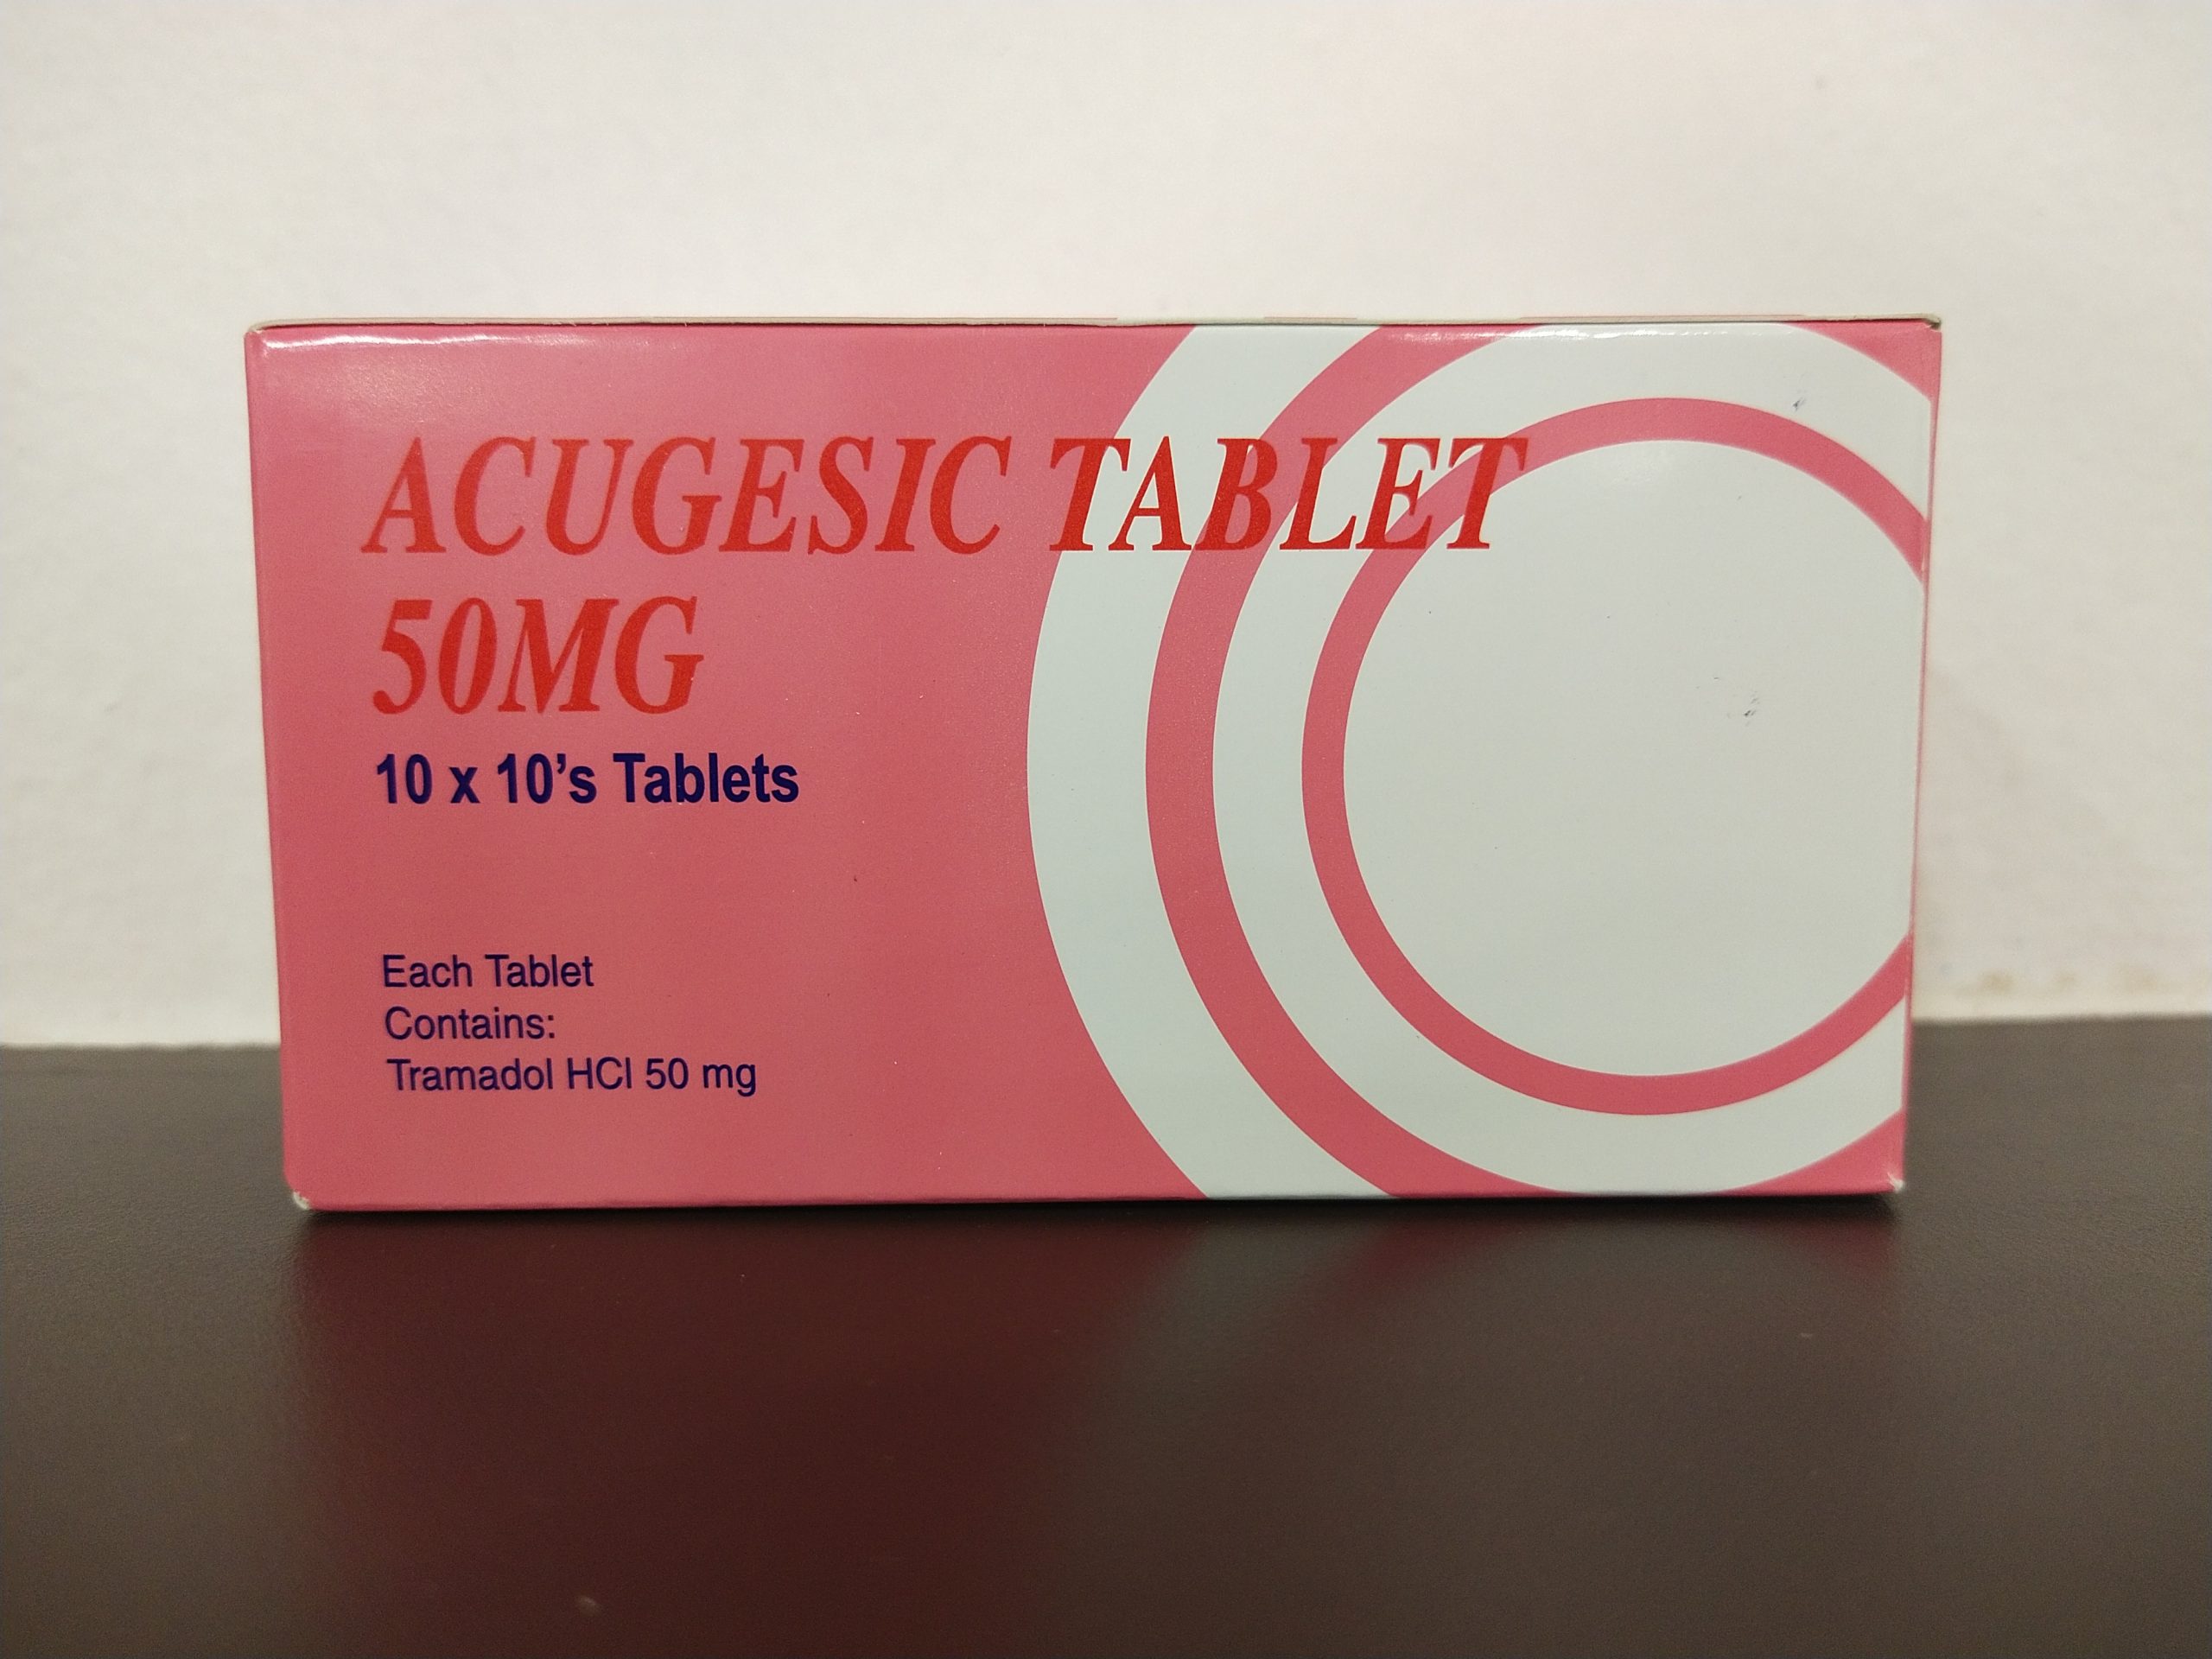 ACUGESIC TABLET
50MG
10 x 10’s Tablets
Each Tablet
Contains:
Tramadol HCl 50 mg